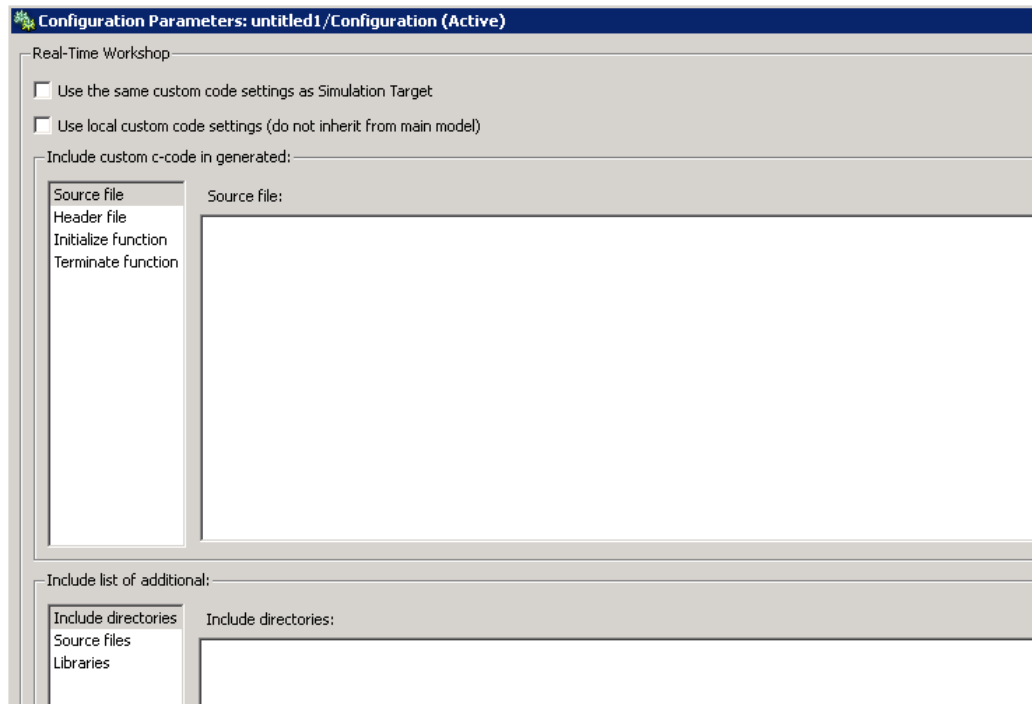 Configuration Parameters: untitled1/Configuration (Active)
Real-Time Workshop
Use the same custom code settings as Simulation Target
Use local custom code settings (do not inherit from main model)
Include custom c-code in generated:
Source file
Header file
Initialize function
Terminate function
Source file:
Include list of additional:
Include directories
Source files
Libraries
Include directories: